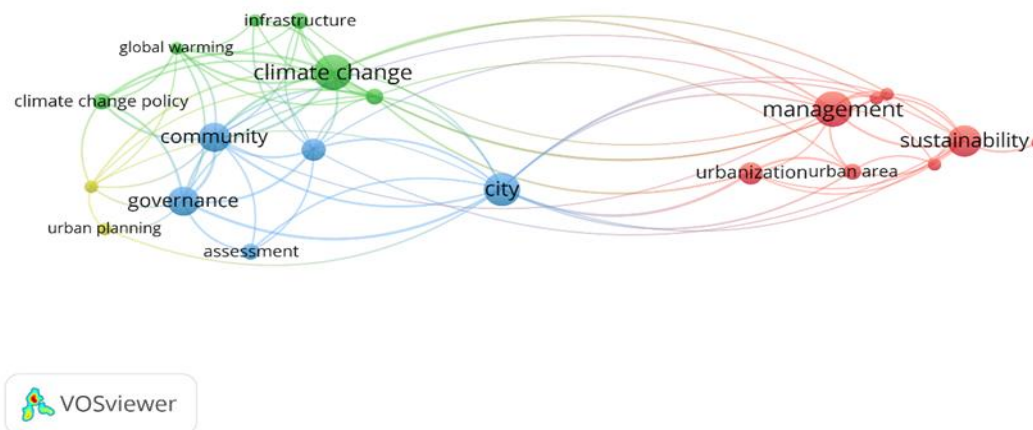 infrastructure
global warming
climate change
climate change policy
community
management
sustainability
urbanization
urban area
city
governance
urban planning
assessment
VOSviewer